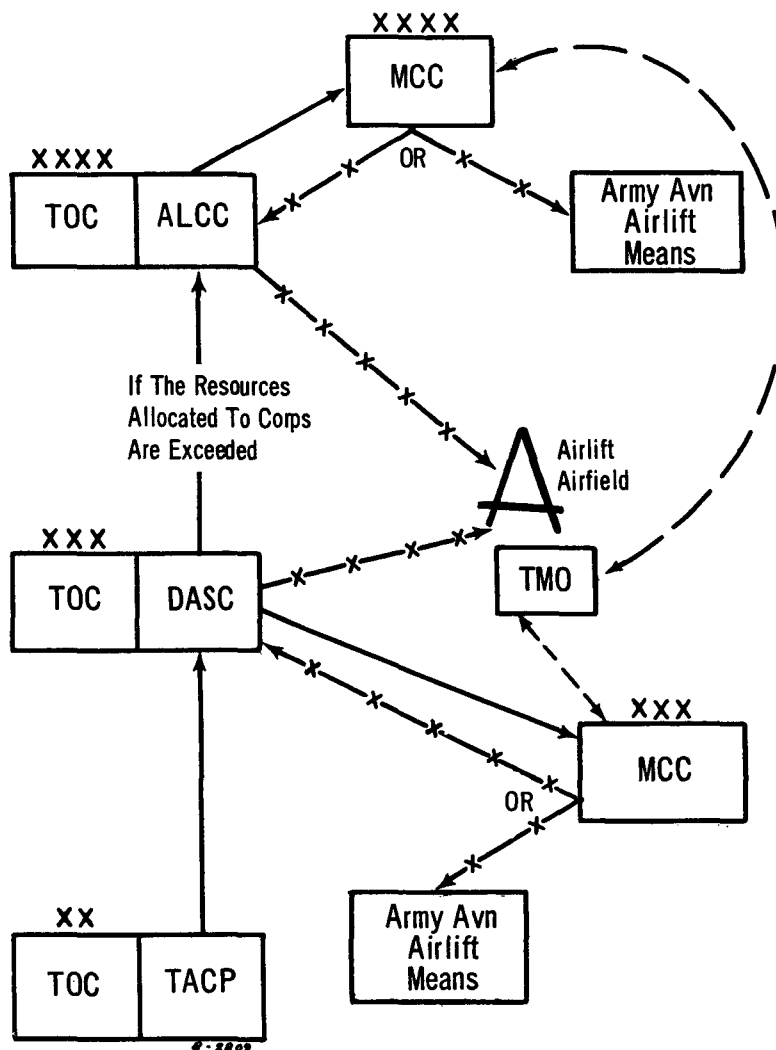 XXXX
MCC
OR
XXXX
TOC ALCC
Army Avn
Airlift
Means
If The Resources
Allocated To Corps
Are Exceeded
Airlift
Airfield
XXX
TOC DASC
TMO
XXX
MCC
OR
XX
TOC TACP
Army Avn
Airlift
Means